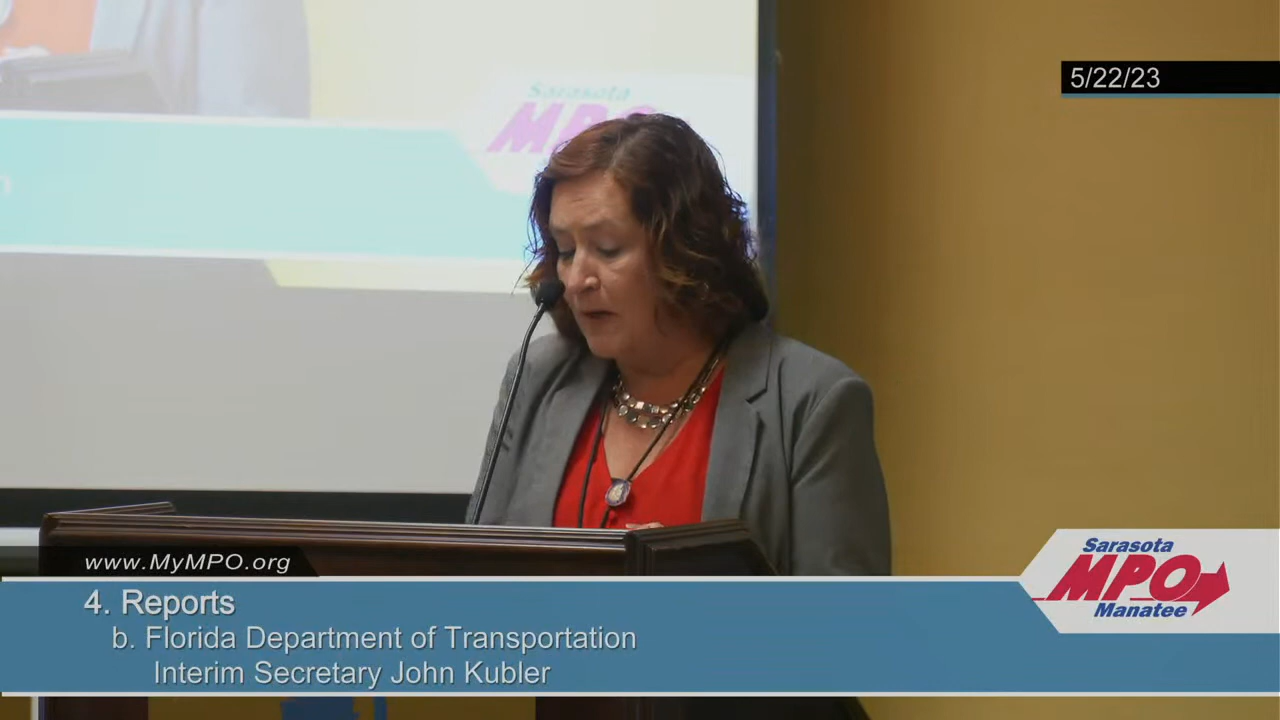 Sarasota
MPO
5/22/23
www.MyMPO.org
4. Reports
b. Florida Department of Transportation
Interim Secretary John Kubler
Sarasota
MPO
Manatee